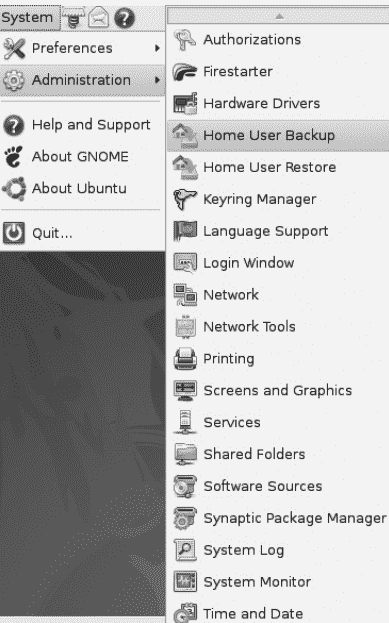 System
Preferences
Administration
Help and Support
About GNOME
About Ubuntu
Quit...
Authorizations
Firestarter
Hardware Drivers
Home User Backup
Home User Restore
Keyring Manager
Language Support
Login Window
Network
Network Tools
Printing
Screens and Graphics
Services
Shared Folders
Software Sources
Synaptic Package Manager
System Log
System Monitor
Time and Date